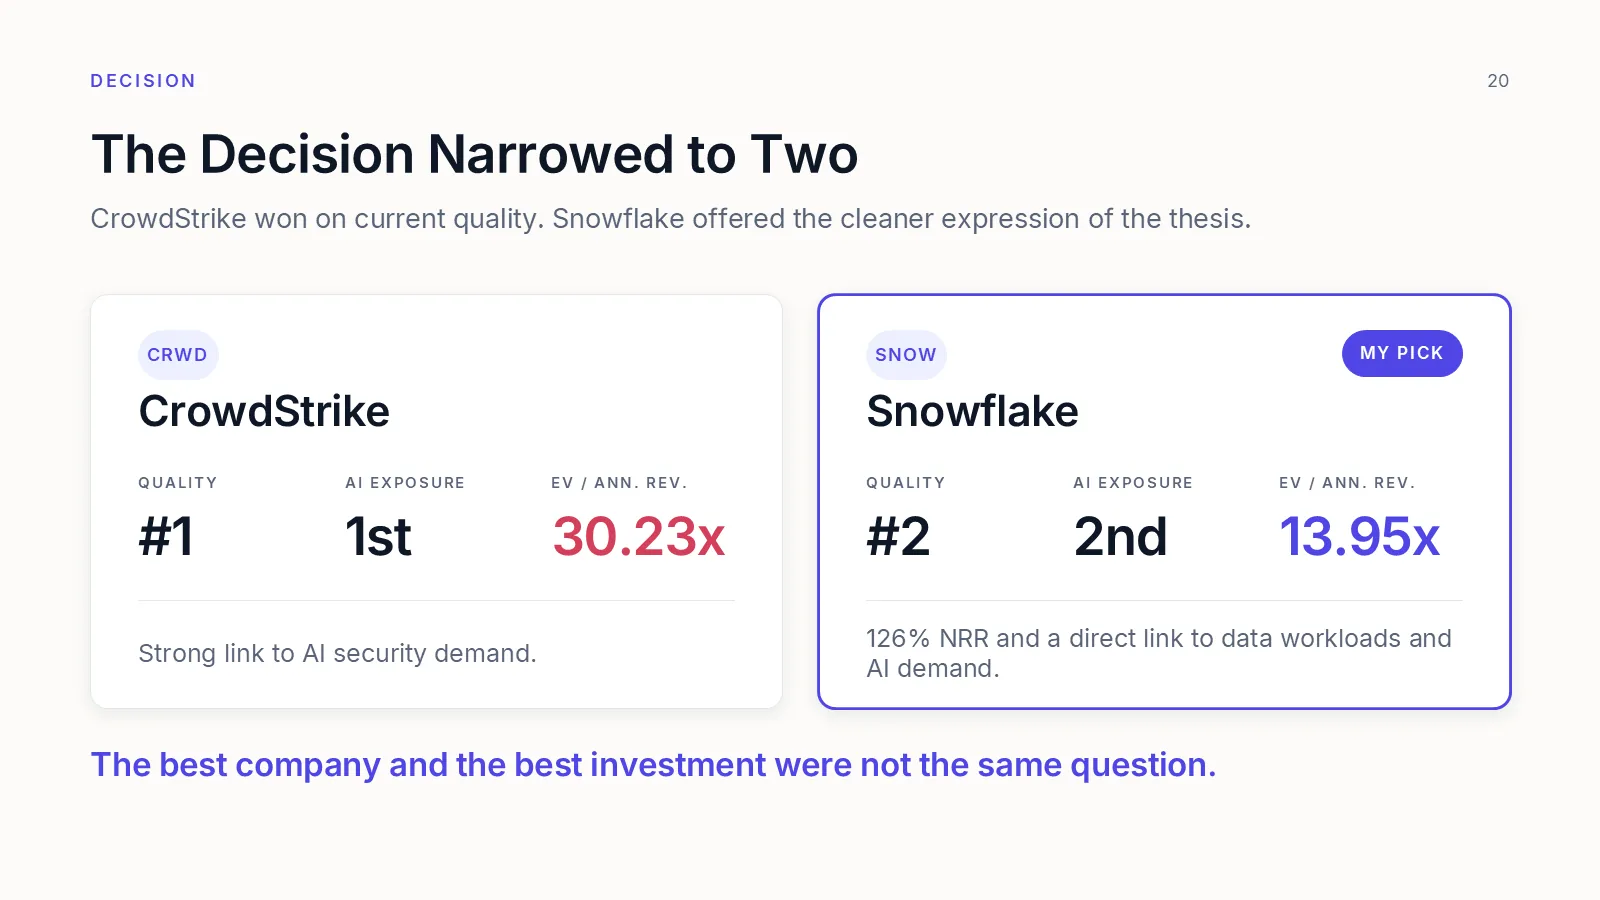 DECISION
20
The Decision Narrowed to Two
CrowdStrike won on current quality. Snowflake offered the cleaner expression of the thesis.
CRWD
CrowdStrike
QUALITY
AI EXPOSURE
EV / ANN. REV.
#1
1st
30.23x
Strong link to AI security demand.
SNOW
MY PICK
Snowflake
QUALITY
AI EXPOSURE
EV / ANN. REV.
#2
2nd
13.95x
126% NRR and a direct link to data workloads and
AI demand.
The best company and the best investment were not the same question.